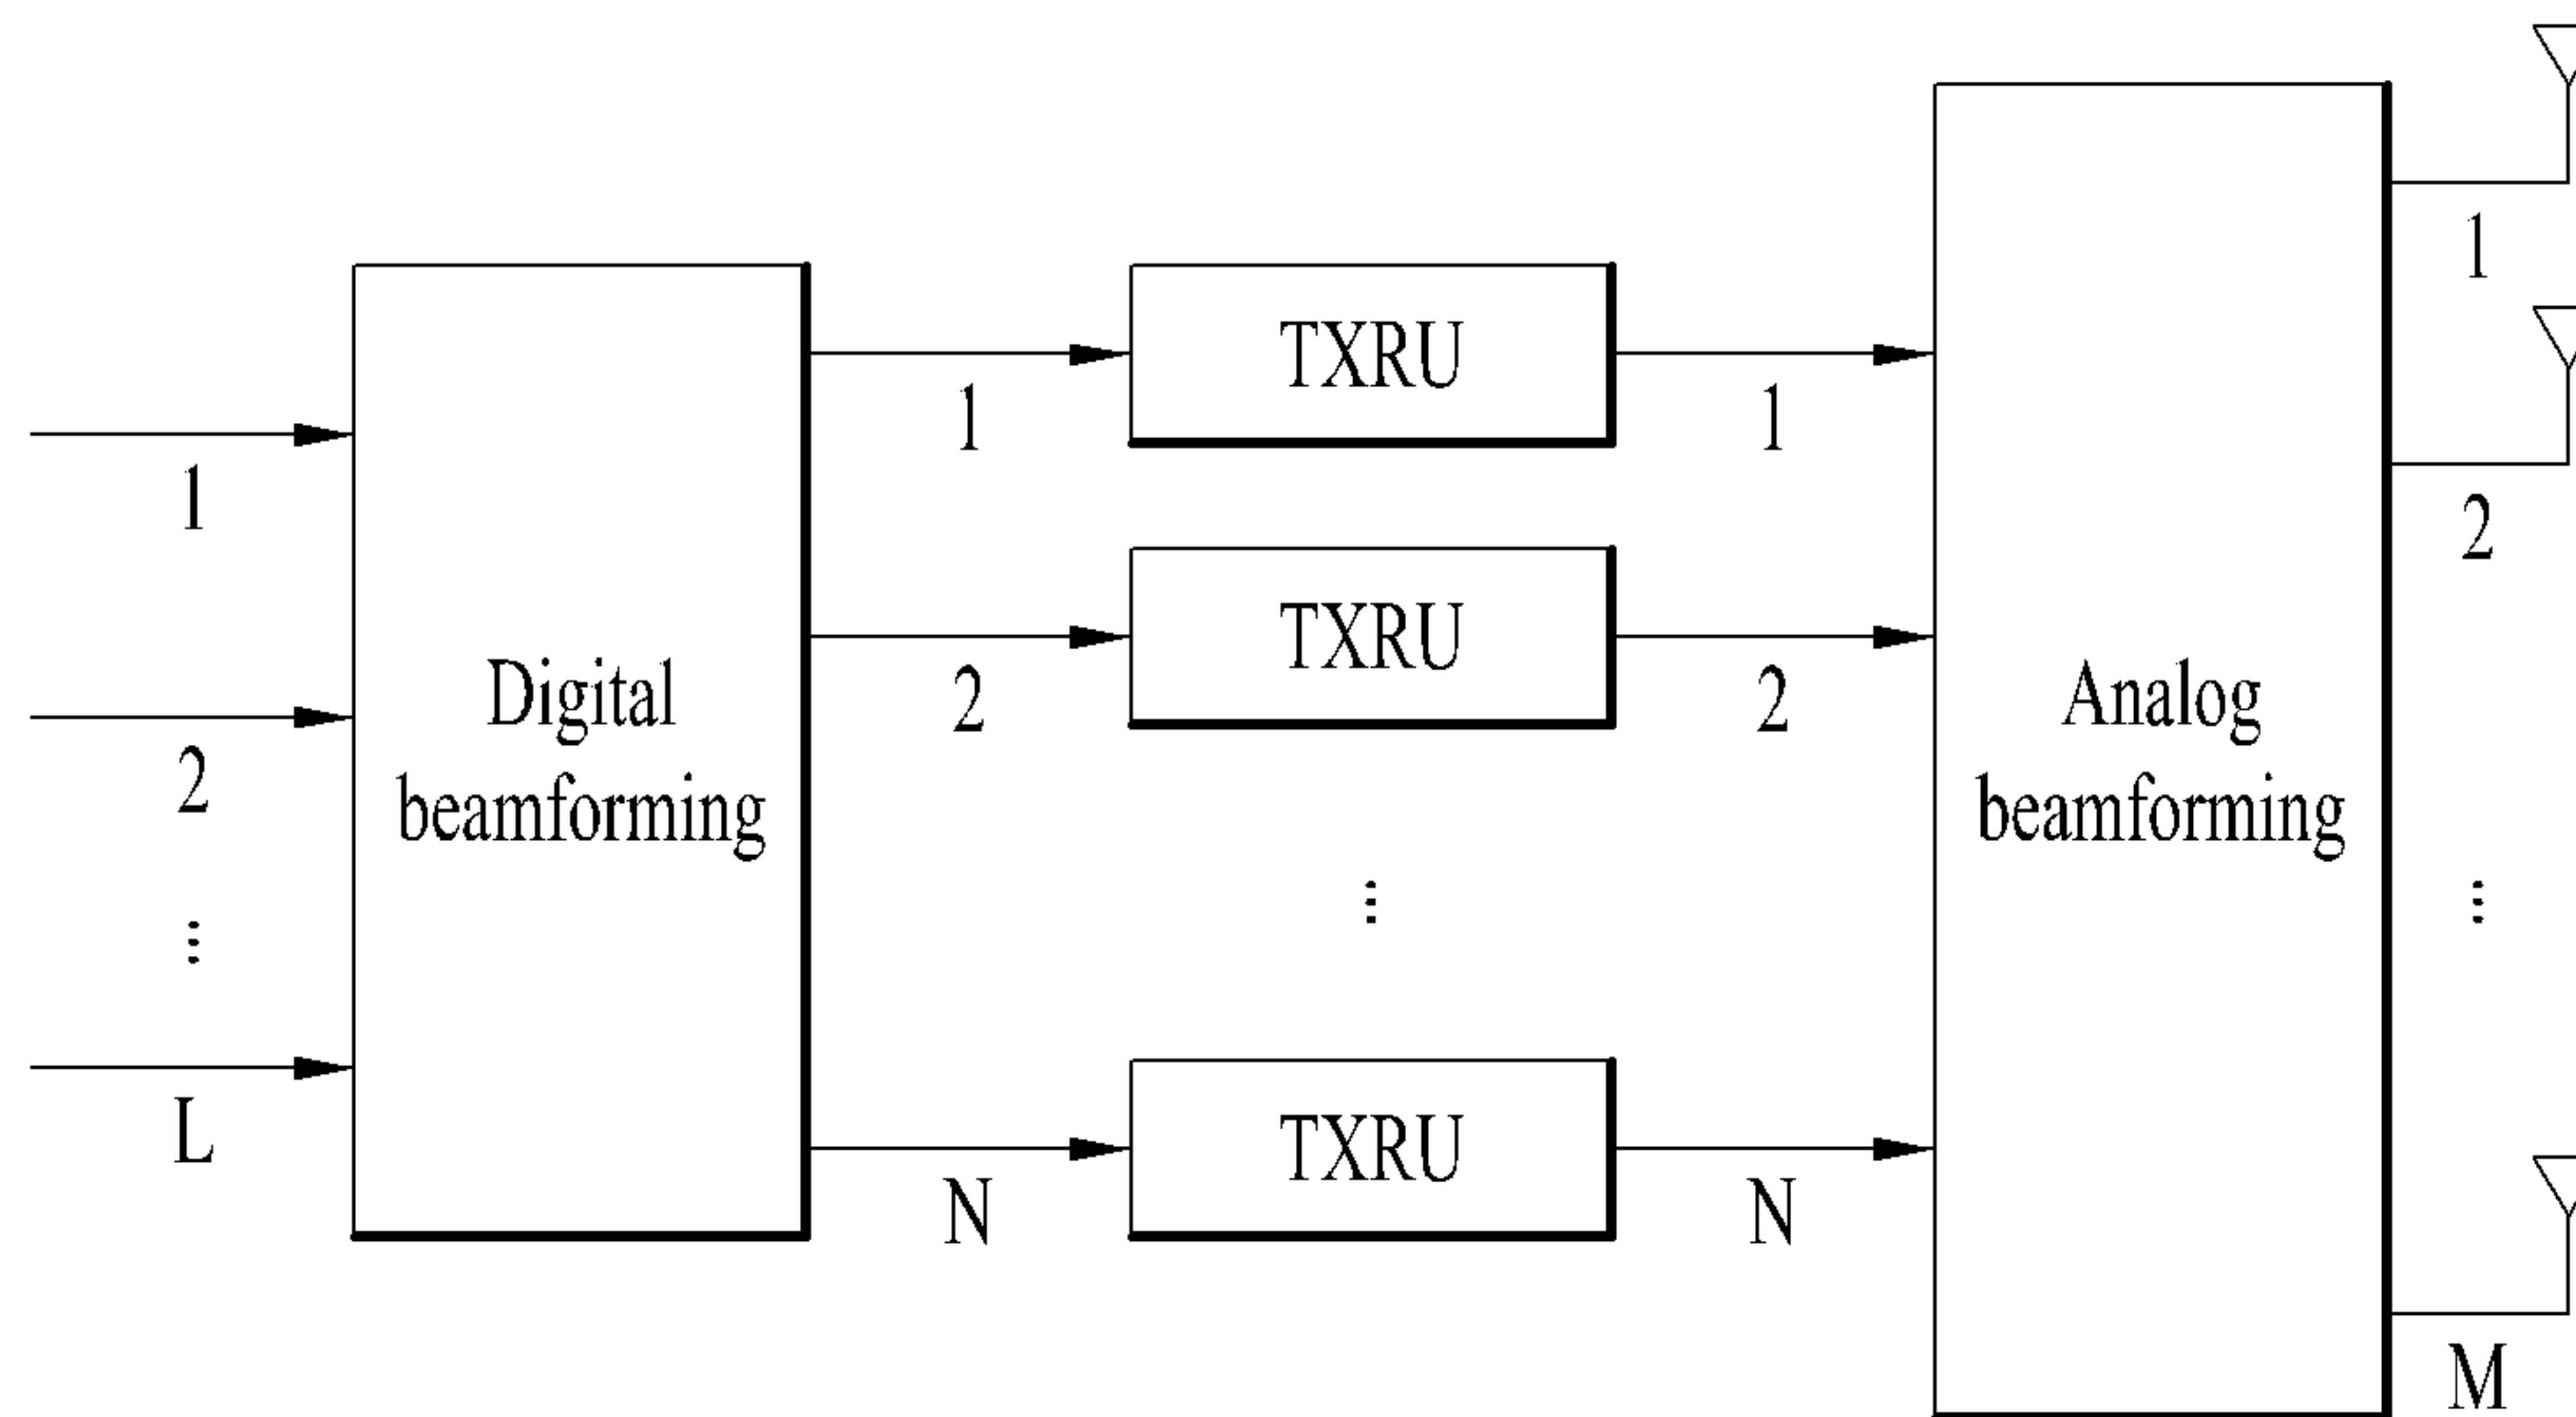 1
2
⋮
L
Digital
beamforming
1
2
N
TXRU
TXRU
⋮
TXRU
1
2
N
Analog
beamforming
1
2
⋮
M